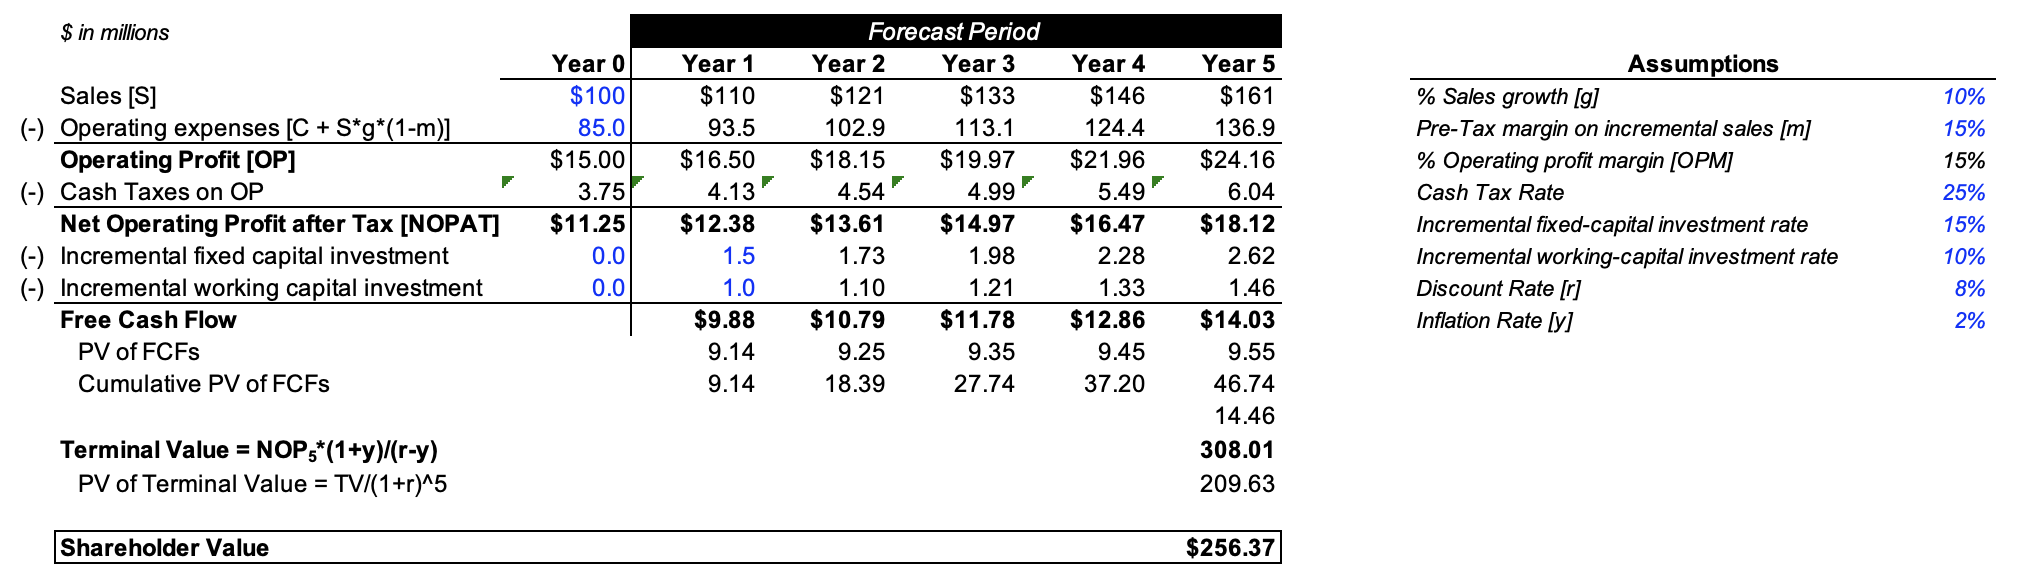 $ in millions Forecast Period
Year 0 Year 1 Year 2 Year 3 Year 4 Year 5 Assumptions
Sales [S] $100 $110 $121 $133 $146 $161 % Sales growth [g] 10%
(-) Operating expenses [C + S*g*(1-m)] 85.0 93.5 102.9 113.1 124.4 136.9 Pre-Tax margin on incremental sales [m] 15%
Operating Profit [OP] $15.00 $16.50 $18.15 $19.97 $21.96 $24.16 % Operating profit margin [OPM] 15%
(-) Cash Taxes on OP 3.75 4.13 4.54 4.99 5.49 6.04 Cash Tax Rate 25%
Net Operating Profit after Tax [NOPAT] $11.25 $12.38 $13.61 $14.97 $16.47 $18.12 Incremental fixed-capital investment rate 15%
(-) Incremental fixed capital investment 0.0 1.5 1.73 1.98 2.28 2.62 Incremental working-capital investment rate 10%
(-) Incremental working capital investment 0.0 1.0 1.10 1.21 1.33 1.46 Discount Rate [r] 8%
Free Cash Flow $9.88 $10.79 $11.78 $12.86 $14.03 Inflation Rate [y] 2%
PV of FCFs 9.14 9.25 9.35 9.45 9.55
Cumulative PV of FCFs 9.14 18.39 27.74 37.20 46.74
14.46
Terminal Value = NOP₅*(1+y)/(r-y) 308.01
PV of Terminal Value = TV/(1+r)^5 209.63
Shareholder Value $256.37